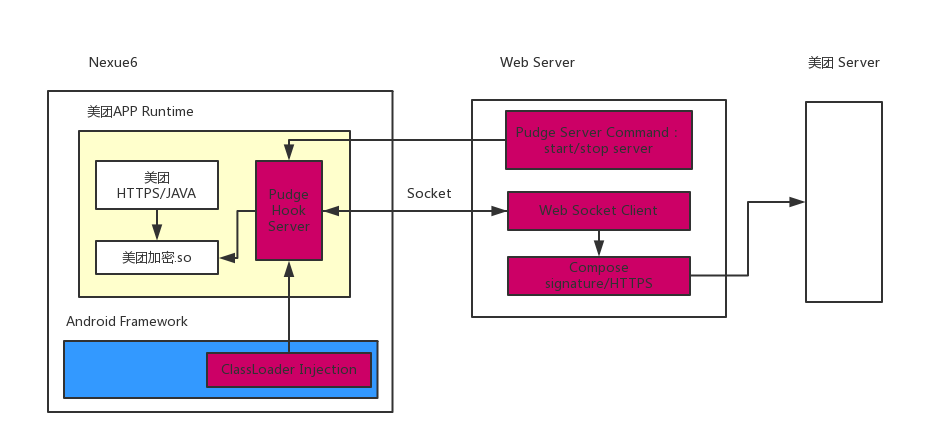 Nexue6
Web Server
美团 Server
美团APP Runtime
Pudge Server Command：
start/stop server
美团
HTTPS/JAVA
Pudge
Hook
Server
Socket
Web Socket Client
美团加密.so
Compose
signature/HTTPS
Android Framework
ClassLoader Injection